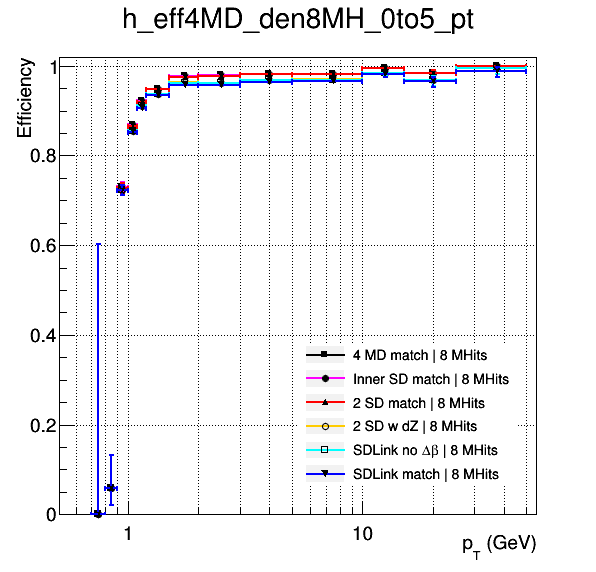 h_eff4MD_den8MH_0to5_pt
Efficiency
1
0.8
0.6
0.4
0.2
0
4 MD match | 8 MHits
Inner SD match | 8 MHits
2 SD match | 8 MHits
2 SD w dZ | 8 MHits
SDLink no Δβ | 8 MHits
SDLink match | 8 MHits
1 10
p_T (GeV)